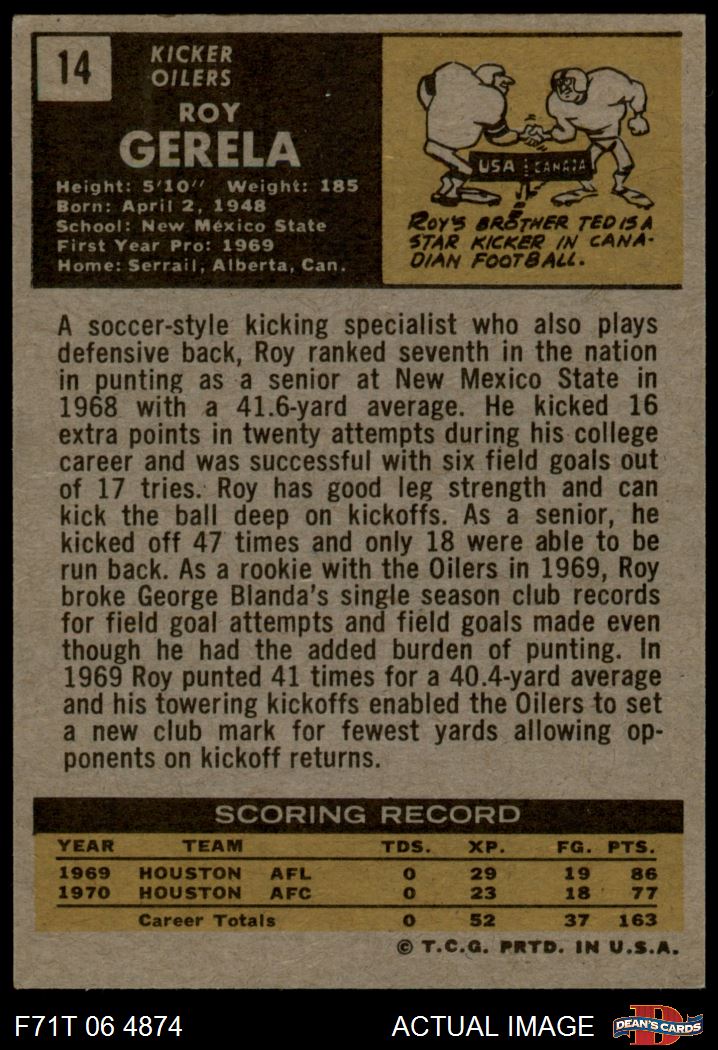 14
KICKER
OILERS
ROY
GERELA
Height: 5'10" Weight: 185
Born: April 2, 1948
School: New Mexico State
First Year Pro: 1969
Home: Serrail, Alberta, Can.
USA CANADA
ROY'S BROTHER TED IS A
STAR KICKER IN CANA-
DIAN FOOTBALL.
A soccer-style kicking specialist who also plays
defensive back, Roy ranked seventh in the nation
in punting as a senior at New Mexico State in
1968 with a 41.6-yard average. He kicked 16
extra points in twenty attempts during his college
career and was successful with six field goals out
of 17 tries. Roy has good leg strength and can
kick the ball deep on kickoffs. As a senior, he
kicked off 47 times and only 18 were able to be
run back. As a rookie with the Oilers in 1969, Roy
broke George Blanda's single season club records
for field goal attempts and field goals made even
though he had the added burden of punting. In
1969 Roy punted 41 times for a 40.4-yard average
and his towering kickoffs enabled the Oilers to set
a new club mark for fewest yards allowing op-
ponents on kickoff returns.
SCORING RECORD
YEAR TEAM TDS. XP. FG. PTS.
1969 HOUSTON AFL 0 29 19 86
1970 HOUSTON AFC 0 23 18 77
Career Totals 0 52 37 163
© T.C.G. PRTD. IN U.S.A.
F71T 06 4874 ACTUAL IMAGE
D
DEAN'S CARDS